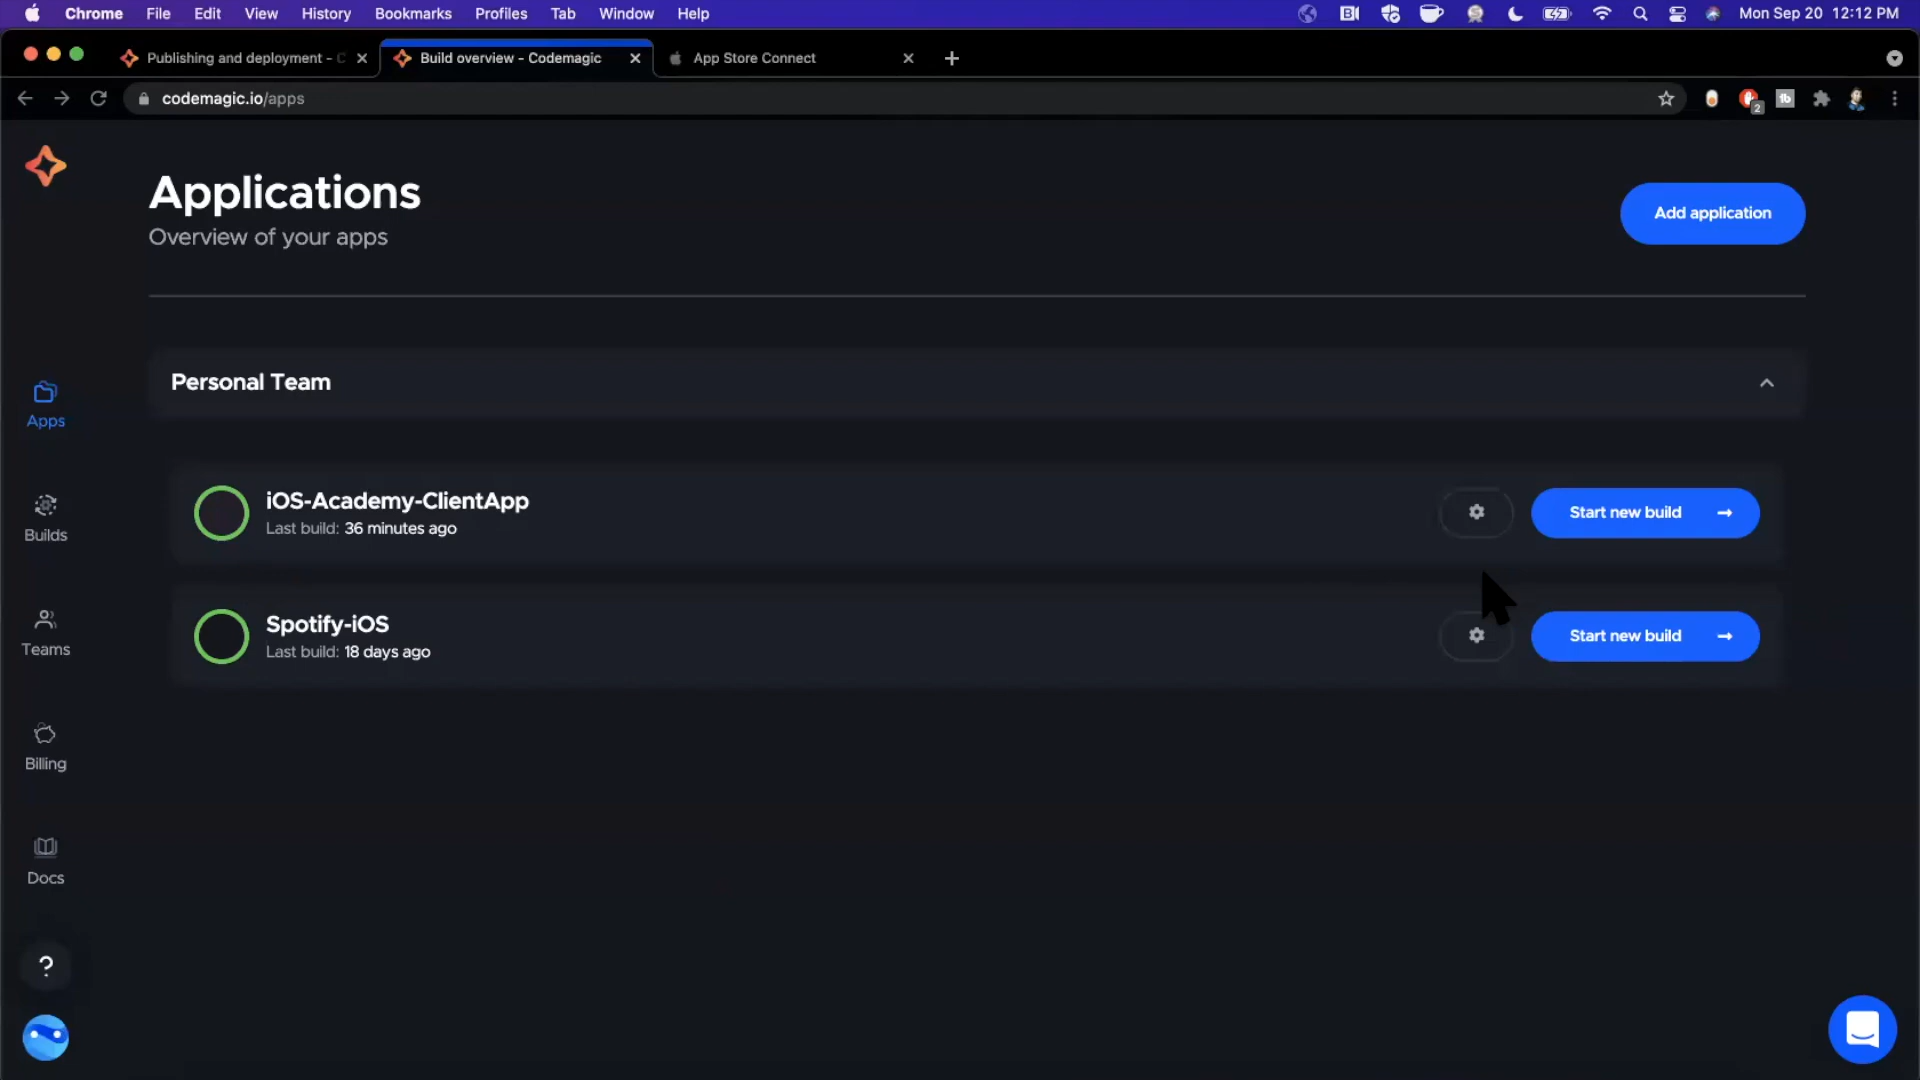 Chrome File Edit View History Bookmarks Profiles Tab Window Help
Mon Sep 20 12:12 PM
Publishing and deployment - C
Build overview - Codemagic
App Store Connect
codemagic.io/apps
2
Applications
Overview of your apps
Add application
Personal Team
Apps
iOS-Academy-ClientApp
Last build: 36 minutes ago
Start new build
Builds
Spotify-iOS
Last build: 18 days ago
Start new build
Teams
Billing
Docs
?